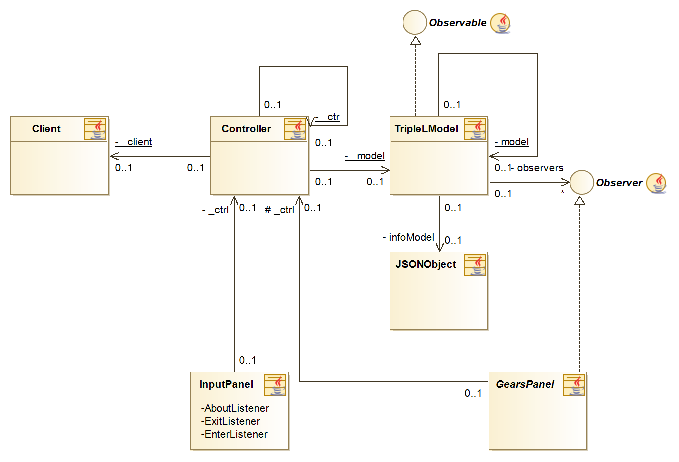 Observable
0..1
0..1
- _ctr
Client
Controller
TripleLModel
0..1
- _client
- _model
- model
0..1
0..1
0..1
0..1
0..1
- observers
0..1
*
Observer
- _ctrl
0..1
# _ctrl
0..1
0..1
- infoModel
0..1
JSONObject
0..1
0..1
InputPanel
GearsPanel
-AboutListener
-ExitListener
-EnterListener